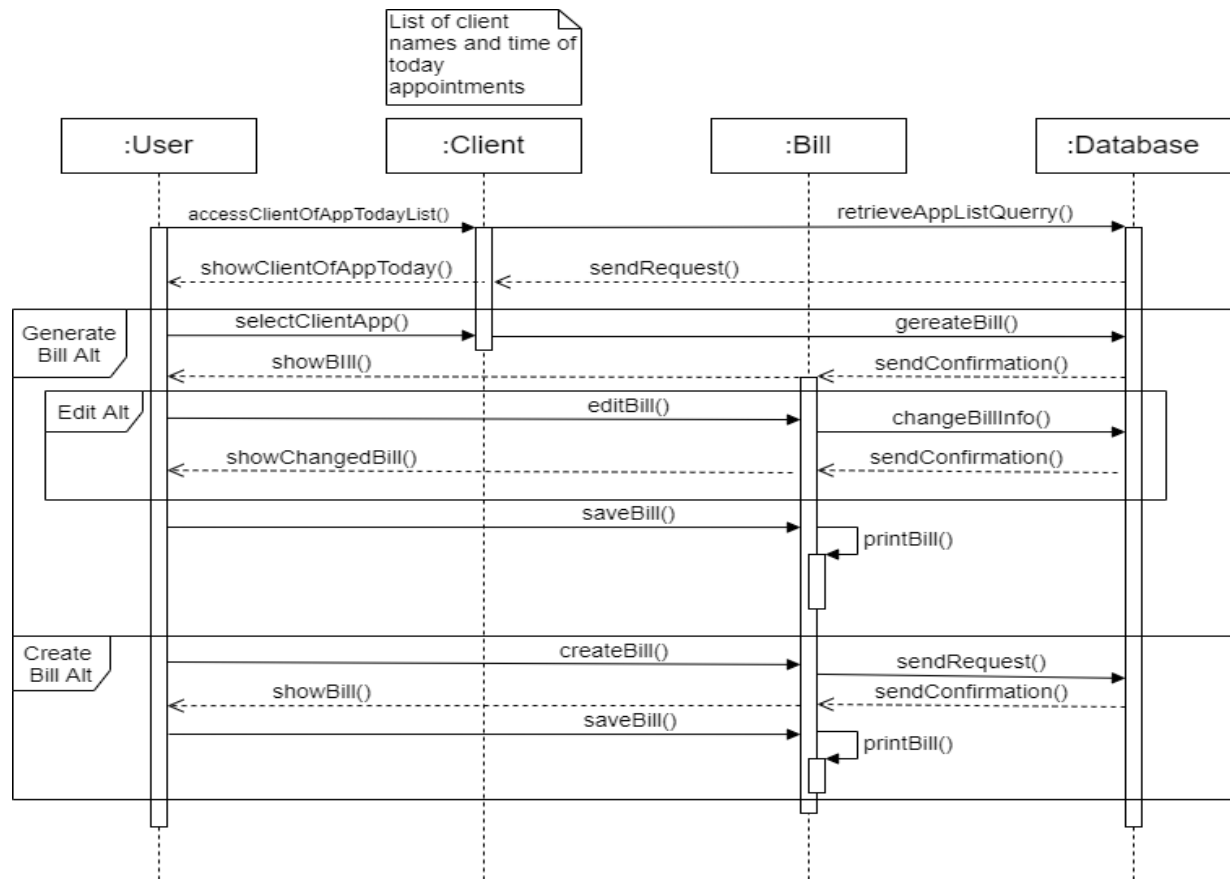 List of client
names and time of
today
appointments
:User
:Client
:Bill
:Database
accessClientOfAppTodayList()
retrieveAppListQuerry()
showClientOfAppToday()
sendRequest()
Generate
Bill Alt
selectClientApp()
gereateBill()
showBIll()
sendConfirmation()
Edit Alt
editBill()
changeBillInfo()
showChangedBill()
sendConfirmation()
saveBill()
printBill()
Create
Bill Alt
createBill()
sendRequest()
showBill()
sendConfirmation()
saveBill()
printBill()